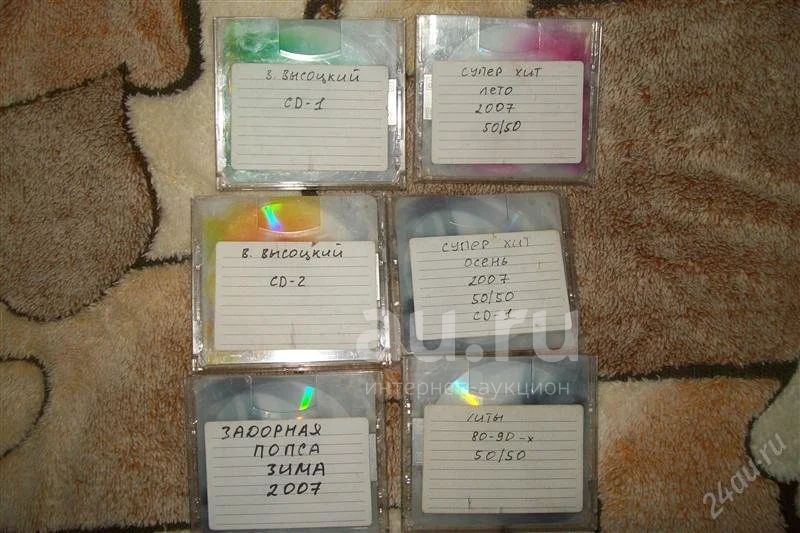 В. ВЫСОЦКИЙ
CD-1
СУПЕР ХИТ
ЛЕТО
2007
50/50
В. ВЫСОЦКИЙ
CD-2
СУПЕР ХИТ
ОСЕНЬ
2007
50/50
CD-1
ЗАДОРНАЯ
ПОПСА
ЗИМА
2007
ХИТЫ
80-90-х
50/50
au.ru
интернет-аукцион
24au.ru